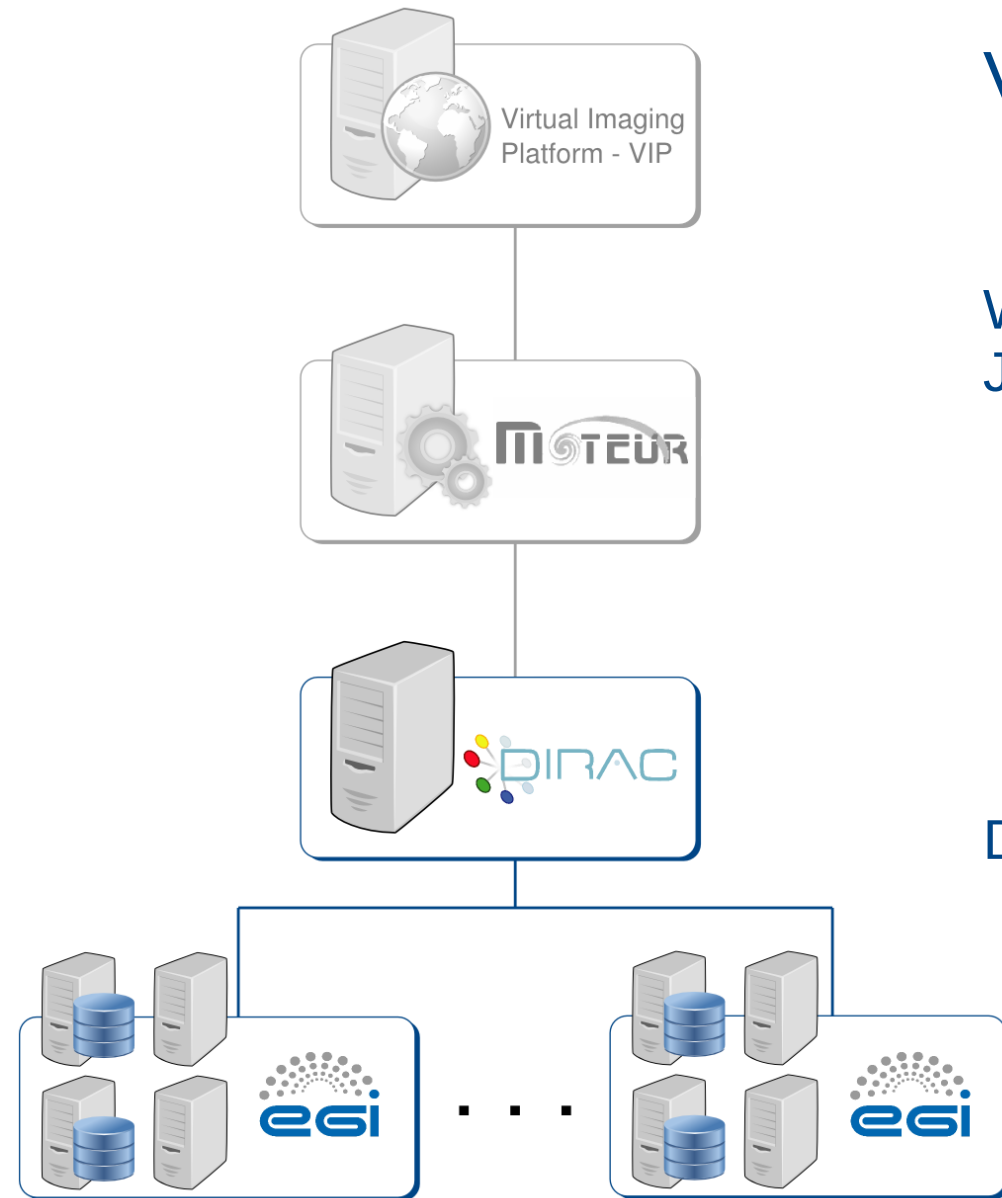 V
Virtual Imaging
Platform - VIP
W
J
MOTEUR
DIRAC
D
. . .
egi
egi